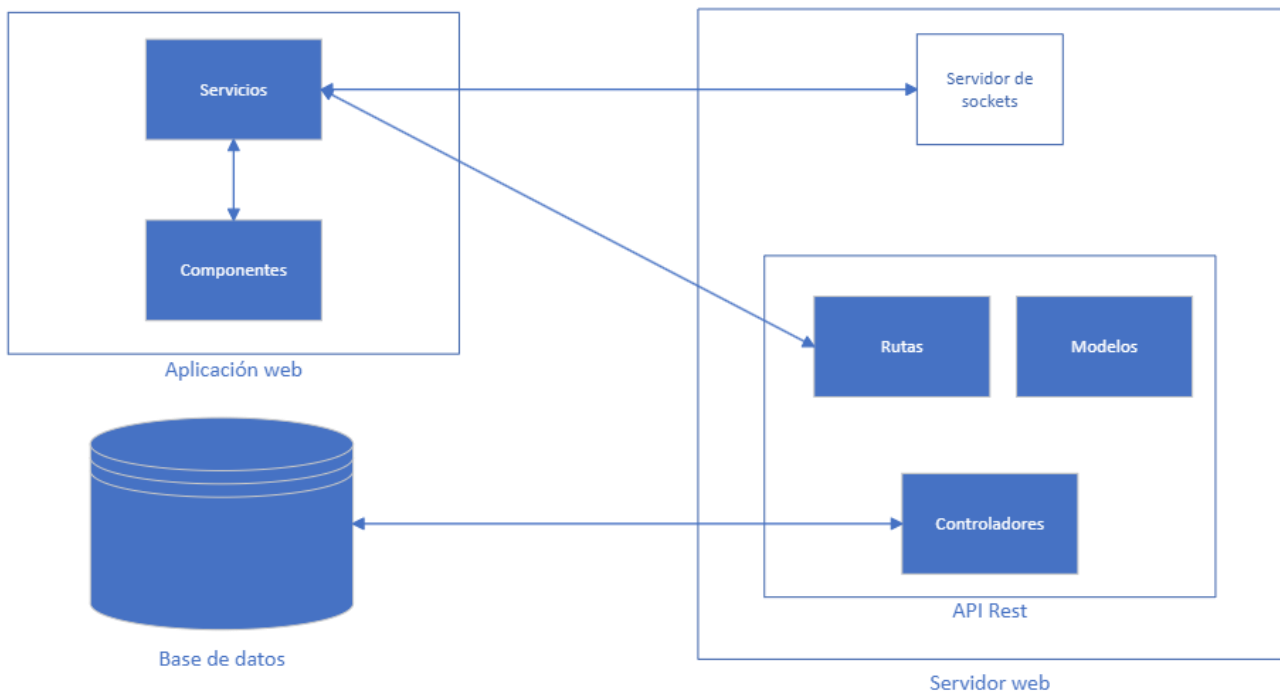 Servicios
Servidor de
sockets
Componentes
Aplicación web
Rutas
Modelos
Controladores
API Rest
Base de datos
Servidor web